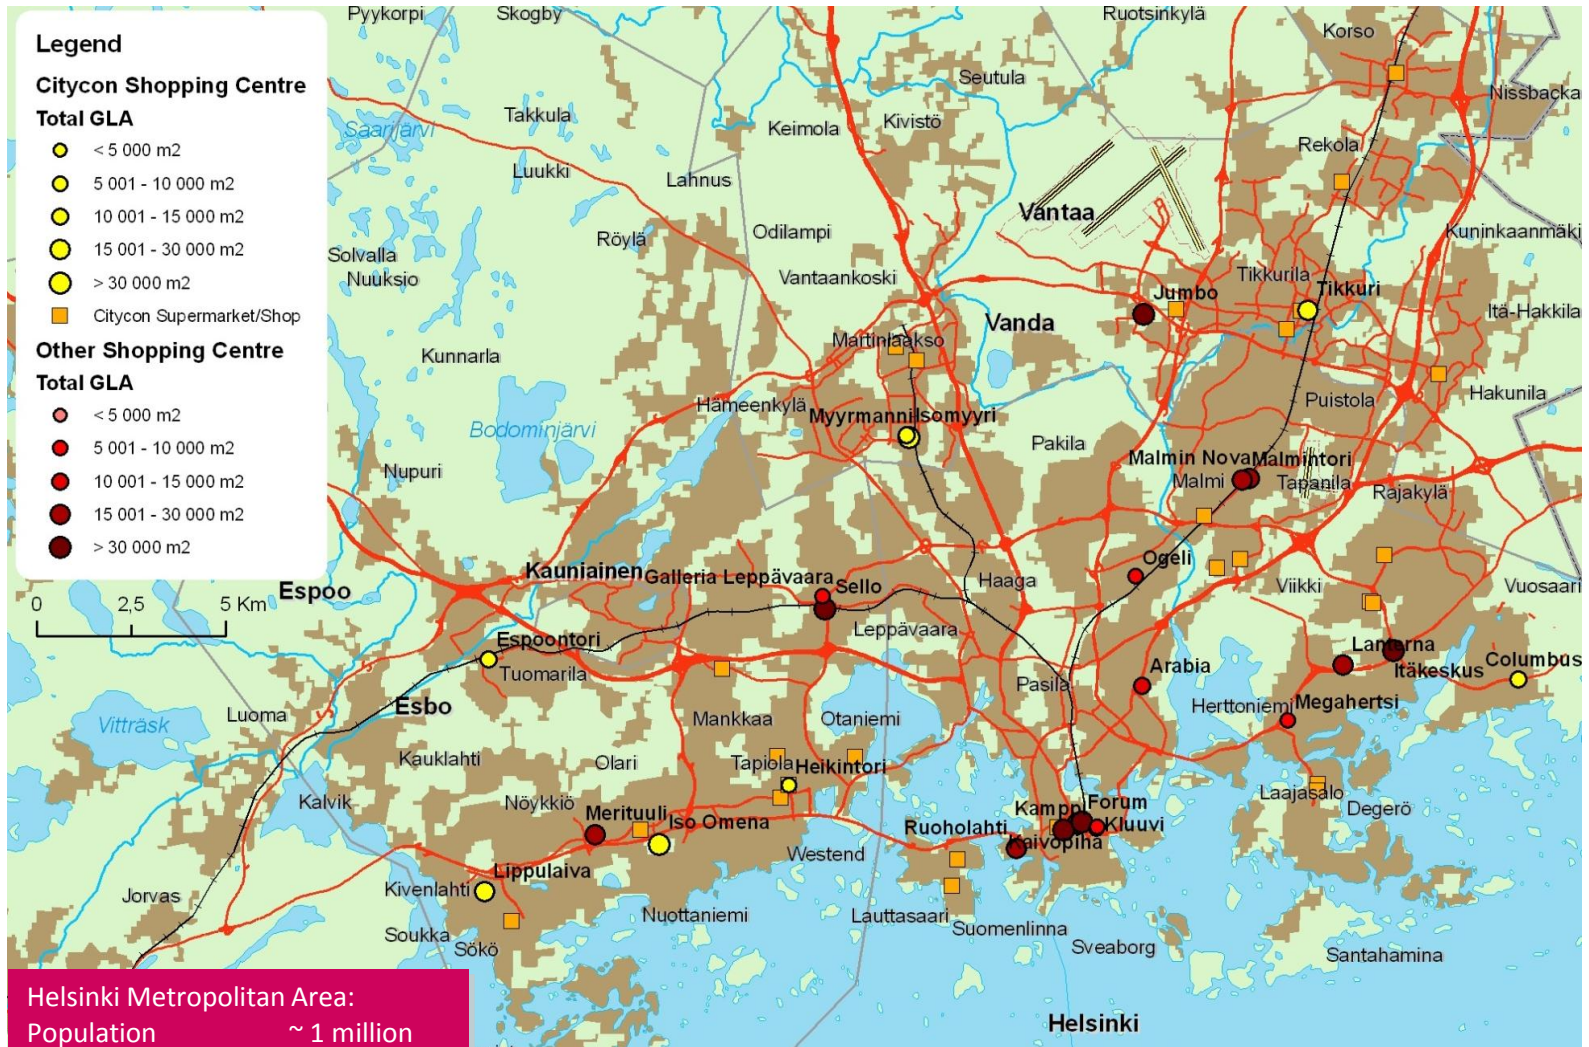 Legend
Citycon Shopping Centre
Total GLA
< 5 000 m2
5 001 - 10 000 m2
10 001 - 15 000 m2
15 001 - 30 000 m2
> 30 000 m2
Citycon Supermarket/Shop
Other Shopping Centre
Total GLA
< 5 000 m2
5 001 - 10 000 m2
10 001 - 15 000 m2
15 001 - 30 000 m2
> 30 000 m2
0 2,5 5 Km
Pyykorpi
Skogby
Ruotsinkylä
Korso
Seutula
Nissbacka
Takkula
Saarijärvi
Keimola
Kivistö
Rekola
Luukki
Lahnus
Vantaa
Röylä
Odilampi
Kuninkaanmäki
Solvalla
Nuuksio
Vantaankoski
Tikkurila
Jumbo
Tikkuri
Itä-Hakkila
Vanda
Martinlaakso
Kunnarla
Hakunila
Hämeenkylä
Puistola
Myyrmanni
Isomyyri
Bodominjärvi
Pakila
Nupuri
Malmin Nova
Malmintori
Malmi
Tapanila
Rajakylä
Ogeli
Espoo
Kauniainen
Galleria Leppävaara
Sello
Haaga
Viikki
Vuosaari
Leppävaara
Espoontori
Tuomarila
Lanterna
Itäkeskus
Columbus
Arabia
Pasila
Esbo
Luoma
Vitträsk
Mankkaa
Otaniemi
Herttoniemi
Megahertsi
Kauklahti
Olari
Tapiola
Heikintori
Kalvik
Nöykkiö
Merituuli
Iso Omena
Kamppi
Forum
Kluuvi
Ruoholahti
Kaivopiha
Laajasalo
Degerö
Westend
Lippulaiva
Kivenlahti
Jorvas
Nuottaniemi
Lauttasaari
Suomenlinna
Soukka
Sökö
Sveaborg
Santahamina
Helsinki
Helsinki Metropolitan Area:
Population ~ 1 million